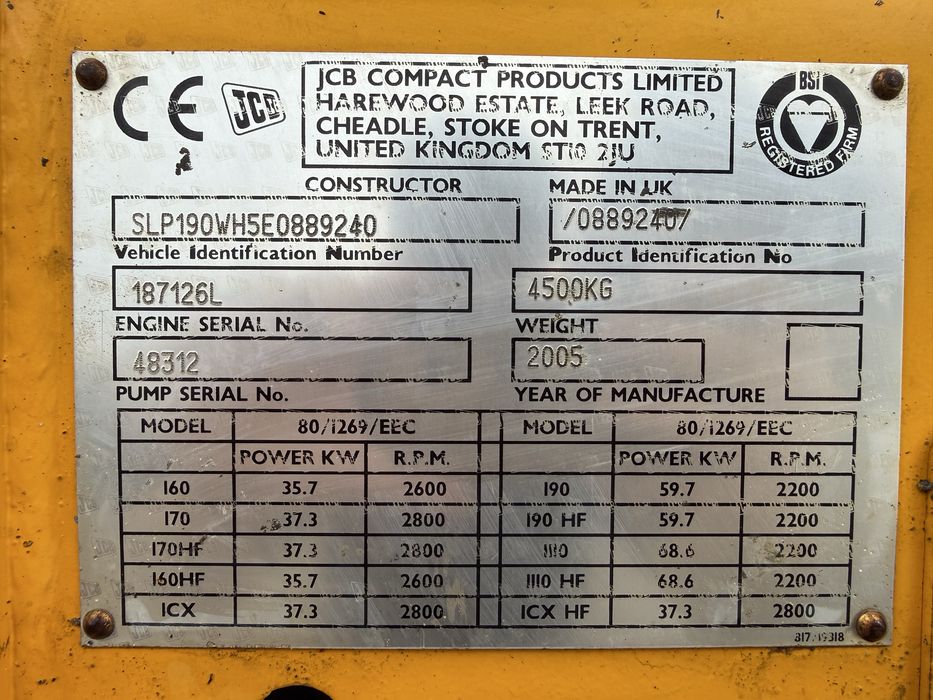 CE JCB
JCB COMPACT PRODUCTS LIMITED
HAREWOOD ESTATE, LEEK ROAD,
CHEADLE, STOKE ON TRENT,
UNITED KINGDOM ST10 2JU
BSI
REGISTERED FIRM
CONSTRUCTOR MADE IN UK
SLP190WH5E0889240 /0889240/
Vehicle Identification Number Product Identification No
187126L 4500KG
ENGINE SERIAL No. WEIGHT
48312 2005
PUMP SERIAL No. YEAR OF MANUFACTURE
MODEL 80/1269/EEC MODEL 80/1269/EEC
POWER KW R.P.M. POWER KW R.P.M.
160 35.7 2600 190 59.7 2200
170 37.3 2800 190 HF 59.7 2200
170HF 37.3 2800 1110 68.6 2200
160HF 35.7 2600 1110 HF 68.6 2200
1CX 37.3 2800 1CX HF 37.3 2800
817/19318